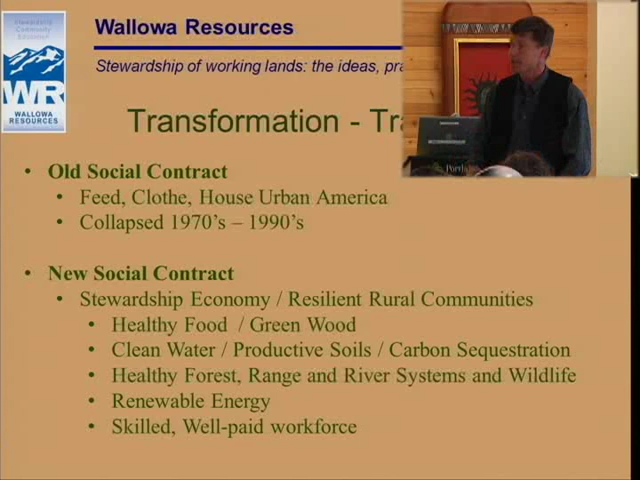 Wallowa Resources
Stewardship of working lands: the ideas, pra
WR
WALLOWA
RESOURCES
Transformation - Tra
• Old Social Contract
• Feed, Clothe, House Urban America
• Collapsed 1970's – 1990's
• New Social Contract
• Stewardship Economy / Resilient Rural Communities
• Healthy Food / Green Wood
• Clean Water / Productive Soils / Carbon Sequestration
• Healthy Forest, Range and River Systems and Wildlife
• Renewable Energy
• Skilled, Well-paid workforce